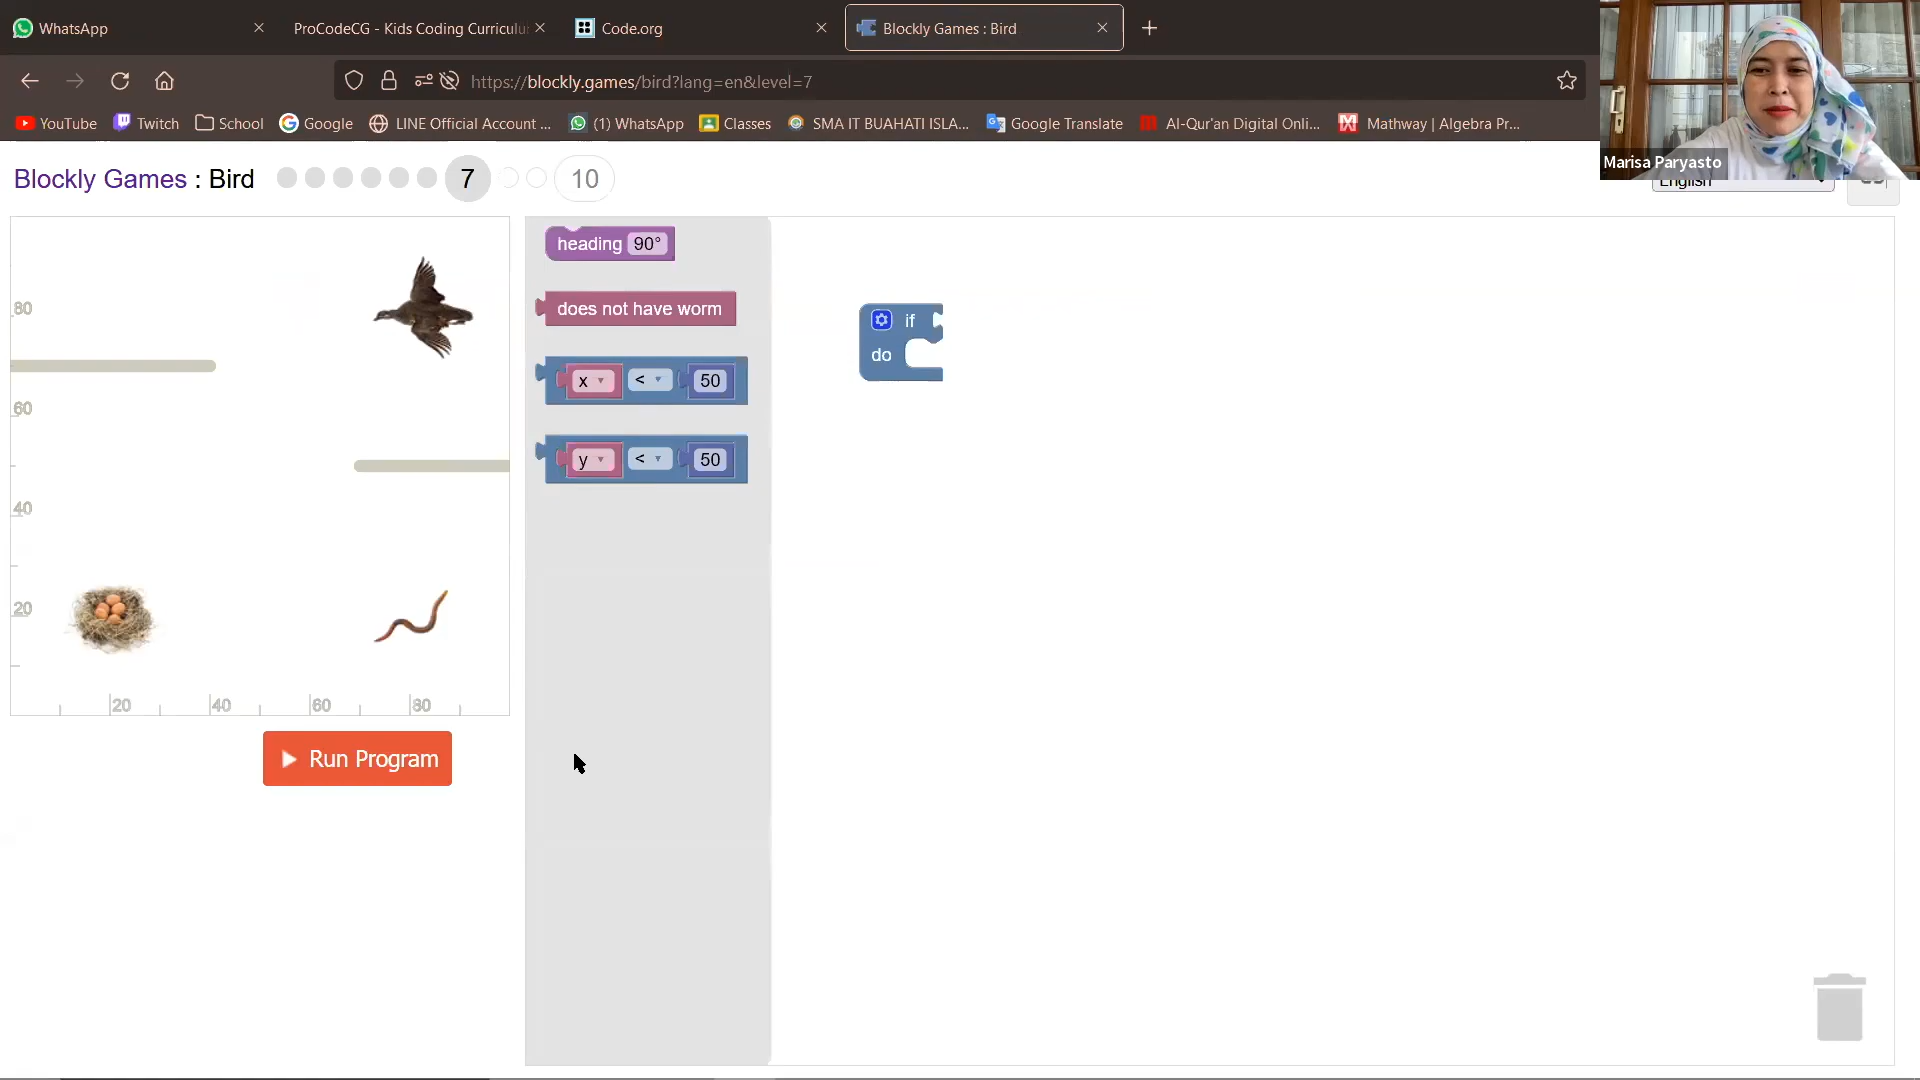 WhatsApp
ProCodeCG - Kids Coding Curriculu
Code.org
Blockly Games : Bird
https://blockly.games/bird?lang=en&level=7
YouTube
Twitch
School
Google
LINE Official Account ...
(1) WhatsApp
Classes
SMA IT BUAHATI ISLA...
Google Translate
Al-Qur'an Digital Onli...
Mathway | Algebra Pr...
Marisa Paryasto
Blockly Games : Bird
7
10
English
80
60
40
20
20
40
60
80
Run Program
heading 90°
does not have worm
x < 50
y < 50
if
do